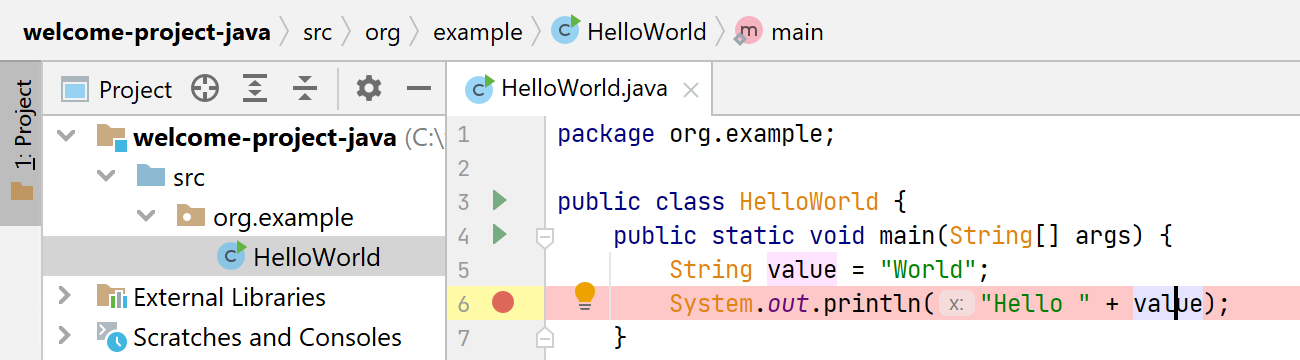 welcome-project-java src org example HelloWorld main
1: Project
Project
welcome-project-java (C:\
src
org.example
HelloWorld
External Libraries
Scratches and Consoles
HelloWorld.java
1 package org.example;
2
3 public class HelloWorld {
4 public static void main(String[] args) {
5 String value = "World";
6 System.out.println( x: "Hello " + value);
7 }